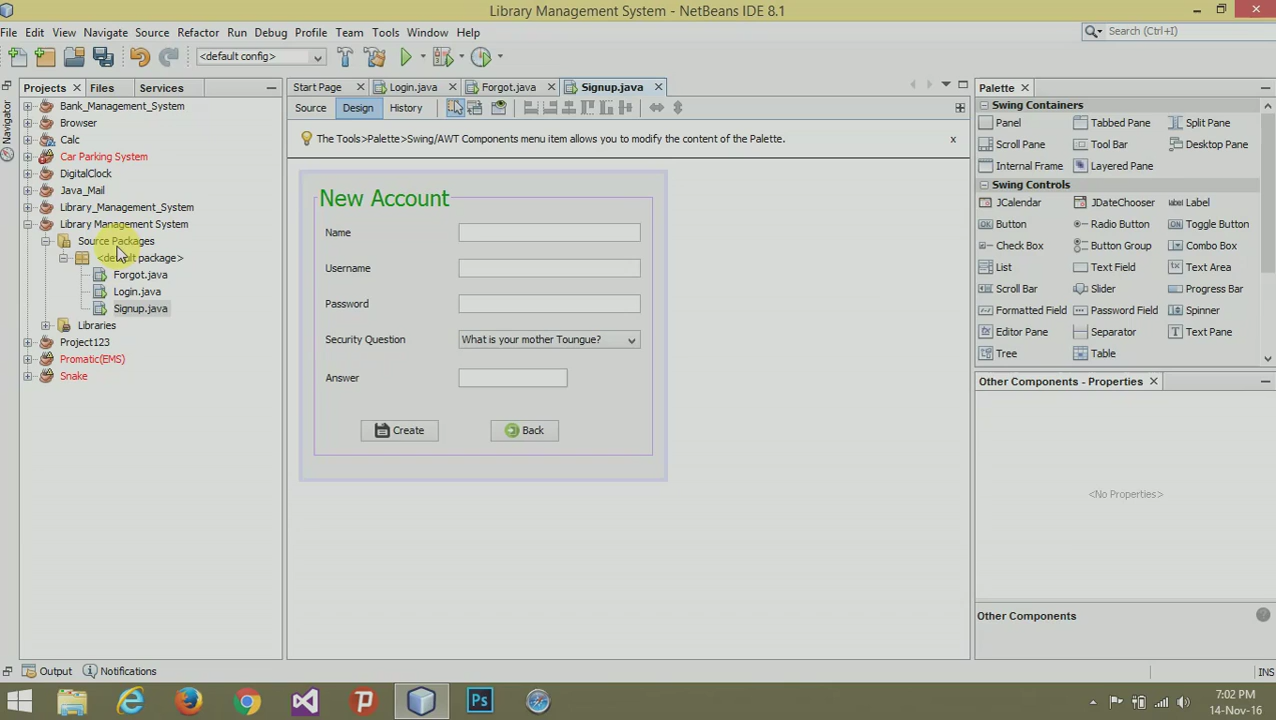 Library Management System - NetBeans IDE 8.1
File Edit View Navigate Source Refactor Run Debug Profile Team Tools Window Help
Search (Ctrl+I)
<default config>
Projects Files Services
Start Page Login.java Forgot.java Signup.java
Palette
Navigator
Bank_Management_System
Browser
Calc
Car Parking System
DigitalClock
Java_Mail
Library_Management_System
Library Management System
Source Packages
<default package>
Forgot.java
Login.java
Signup.java
Libraries
Project123
Promatic(EMS)
Snake
Source Design History
The Tools>Palette>Swing/AWT Components menu item allows you to modify the content of the Palette.
x
New Account
Name
Username
Password
Security Question What is your mother Toungue?
Answer
Create Back
Swing Containers
Panel Tabbed Pane Split Pane
Scroll Pane Tool Bar Desktop Pane
Internal Frame Layered Pane
Swing Controls
JCalendar JDateChooser Label label
Button Radio Button Toggle Button
Check Box Button Group Combo Box
List Text Field Text Area
Scroll Bar Slider Progress Bar
Formatted Field Password Field Spinner
Editor Pane Separator Text Pane
Tree Table
Other Components - Properties
<No Properties>
Other Components
Output Notifications
INS
7:02 PM
14-Nov-16